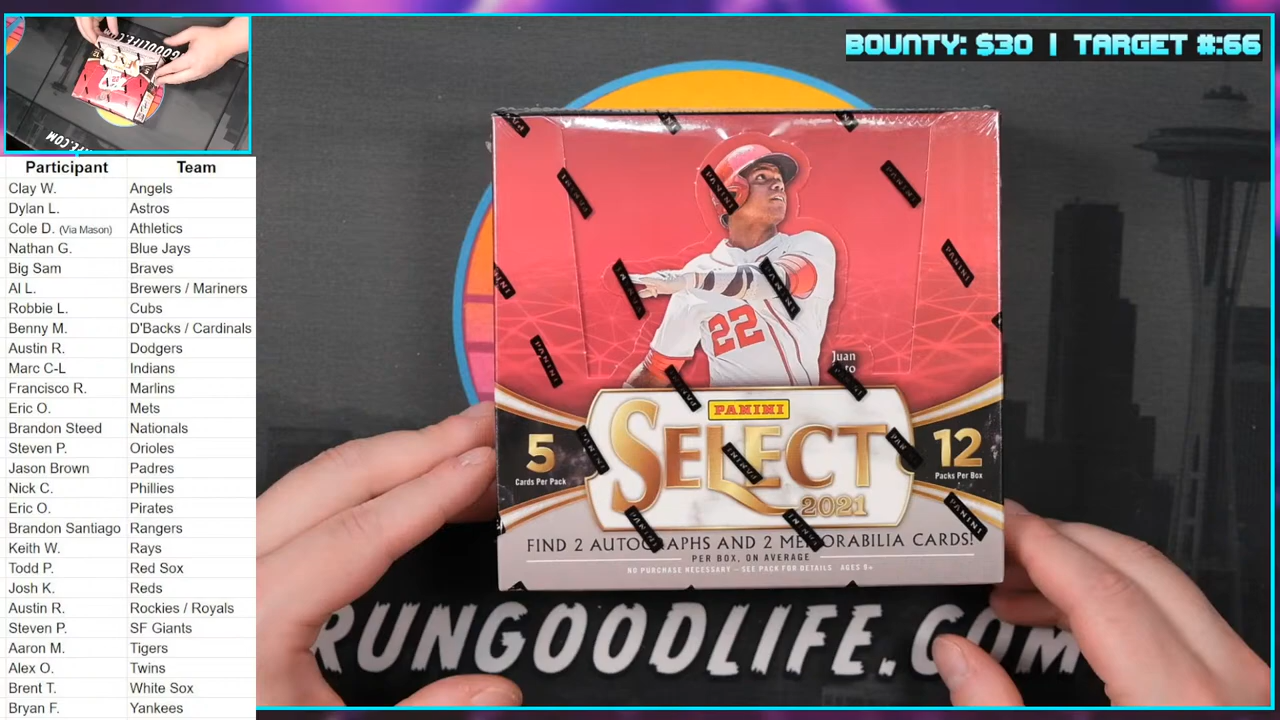 BOUNTY: $30 | TARGET #:66
Participant Team
Clay W. Angels
Dylan L. Astros
Cole D. (Via Mason) Athletics
Nathan G. Blue Jays
Big Sam Braves
Al L. Brewers / Mariners
Robbie L. Cubs
Benny M. D'Backs / Cardinals
Austin R. Dodgers
Marc C-L Indians
Francisco R. Marlins
Eric O. Mets
Brandon Steed Nationals
Steven P. Orioles
Jason Brown Padres
Nick C. Phillies
Eric O. Pirates
Brandon Santiago Rangers
Keith W. Rays
Todd P. Red Sox
Josh K. Reds
Austin R. Rockies / Royals
Steven P. SF Giants
Aaron M. Tigers
Alex O. Twins
Brent T. White Sox
Bryan F. Yankees
22
Juan
PANINI
SELECT
2021
5
Cards Per Pack
12
Packs Per Box
FIND 2 AUTOGRAPHS AND 2 MEMORABILIA CARDS!
PER BOX, ON AVERAGE
NO PURCHASE NECESSARY – SEE PACK FOR DETAILS AGES 8+
RUNGOODLIFE.COM